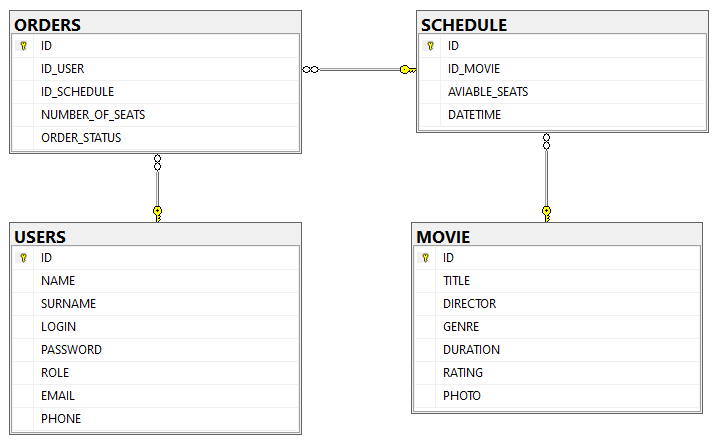 ORDERS
ID
ID_USER
ID_SCHEDULE
NUMBER_OF_SEATS
ORDER_STATUS
SCHEDULE
ID
ID_MOVIE
AVIABLE_SEATS
DATETIME
USERS
ID
NAME
SURNAME
LOGIN
PASSWORD
ROLE
EMAIL
PHONE
MOVIE
ID
TITLE
DIRECTOR
GENRE
DURATION
RATING
PHOTO